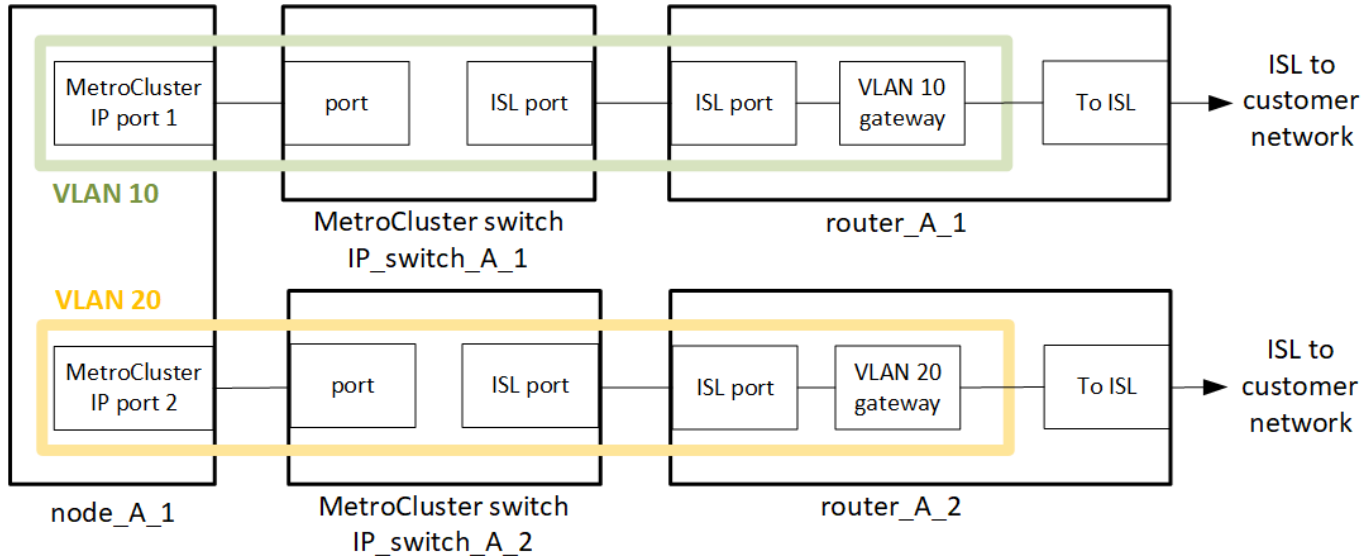 MetroCluster
IP port 1
port
ISL port
ISL port
VLAN 10
gateway
To ISL
ISL to
customer
network
VLAN 10
MetroCluster switch
IP_switch_A_1
router_A_1
VLAN 20
MetroCluster
IP port 2
port
ISL port
ISL port
VLAN 20
gateway
To ISL
ISL to
customer
network
node_A_1
MetroCluster switch
IP_switch_A_2
router_A_2